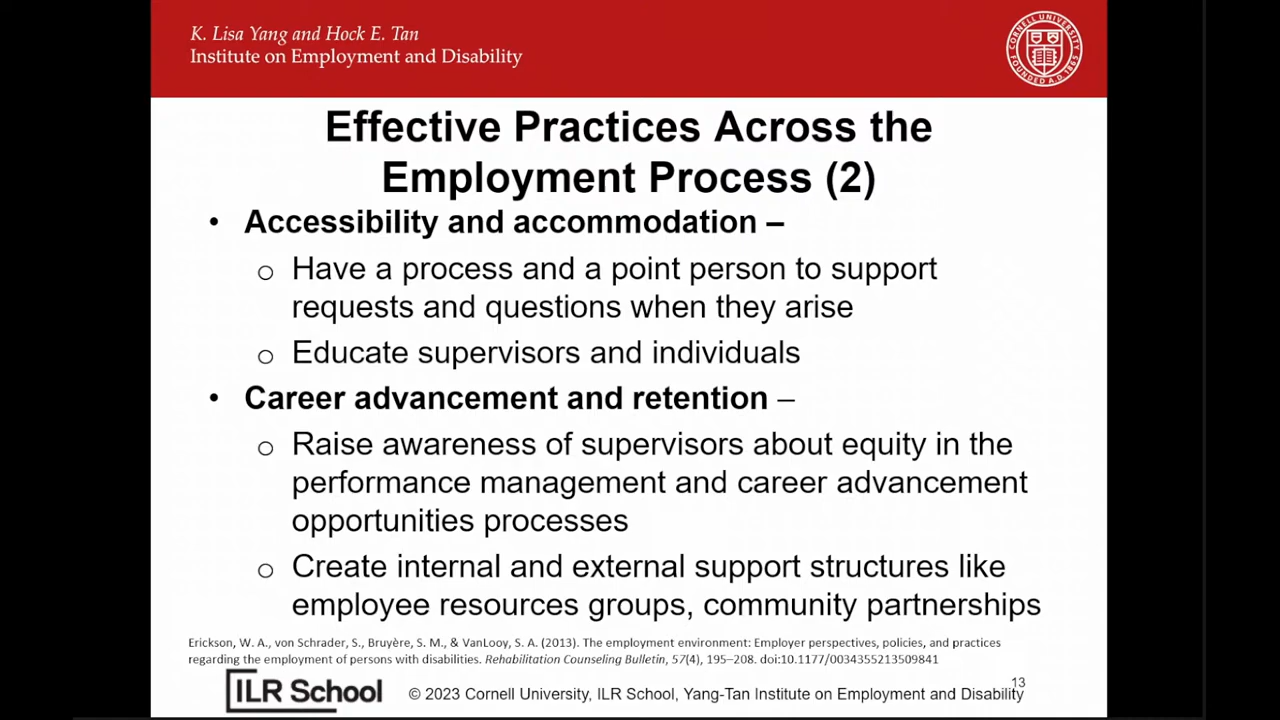 K. Lisa Yang and Hock E. Tan
Institute on Employment and Disability
CORNELL UNIVERSITY
FOUNDED A.D. 1865
Effective Practices Across the
Employment Process (2)
• Accessibility and accommodation –
o Have a process and a point person to support
requests and questions when they arise
o Educate supervisors and individuals
• Career advancement and retention –
o Raise awareness of supervisors about equity in the
performance management and career advancement
opportunities processes
o Create internal and external support structures like
employee resources groups, community partnerships
Erickson, W. A., von Schrader, S., Bruyère, S. M., & VanLooy, S. A. (2013). The employment environment: Employer perspectives, policies, and practices
regarding the employment of persons with disabilities. Rehabilitation Counseling Bulletin, 57(4), 195–208. doi:10.1177/0034355213509841
13
ILR School
© 2023 Cornell University, ILR School, Yang-Tan Institute on Employment and Disability